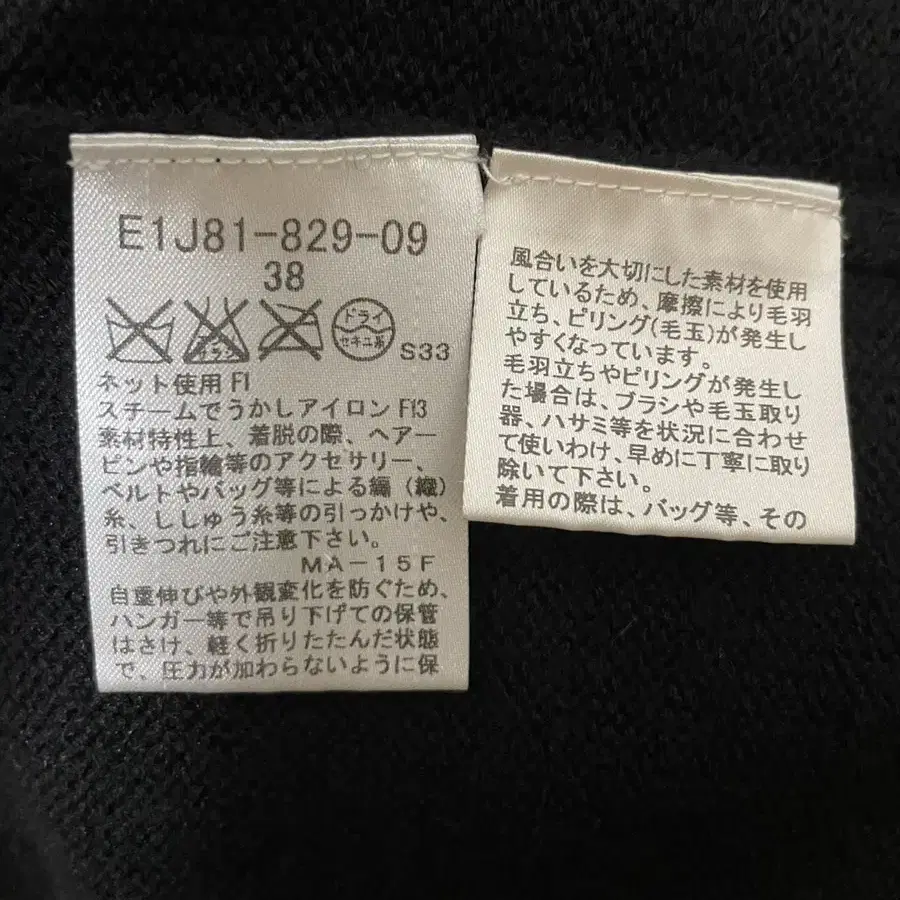 E1J81-829-09
38
サラシ
ドライ
セキユ系
S33
ネット使用 F1
スチームでうかしアイロン F13
素材特性上、着脱の際、ヘアー
ピンや指輪等のアクセサリー、
ベルトやバッグ等による編（織）
糸、ししゅう糸等の引っかけや、
引きつれにご注意下さい。
MA-15F
自重伸びや外観変化を防ぐため、
ハンガー等で吊り下げての保管
はさけ、軽く折りたたんだ状態
で、圧力が加わらないように保
風合いを大切にした素材を使用
しているため、摩擦により毛羽
立ち、ピリング(毛玉)が発生し
やすくなっています。
毛羽立ちやピリングが発生し
た場合は、ブラシや毛玉取り
器、ハサミ等を状況に合わせ
て使いわけ、早めに丁寧に取り
除いて下さい。
着用の際は、バッグ等、その